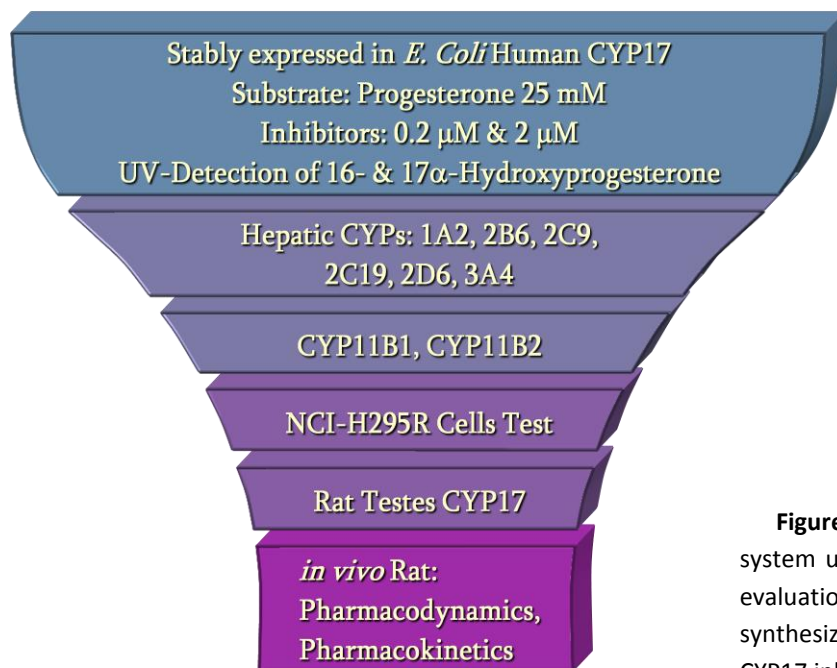 Stably expressed in E. Coli Human CYP17
Substrate: Progesterone 25 mM
Inhibitors: 0.2 μM & 2 μM
UV-Detection of 16- & 17α-Hydroxyprogesterone
Hepatic CYPs: 1A2, 2B6, 2C9,
2C19, 2D6, 3A4
CYP11B1, CYP11B2
NCI-H295R Cells Test
Rat Testes CYP17
in vivo Rat:
Pharmacodynamics,
Pharmacokinetics
Figure
system u
evaluation
synthesiz
CYP17 inl